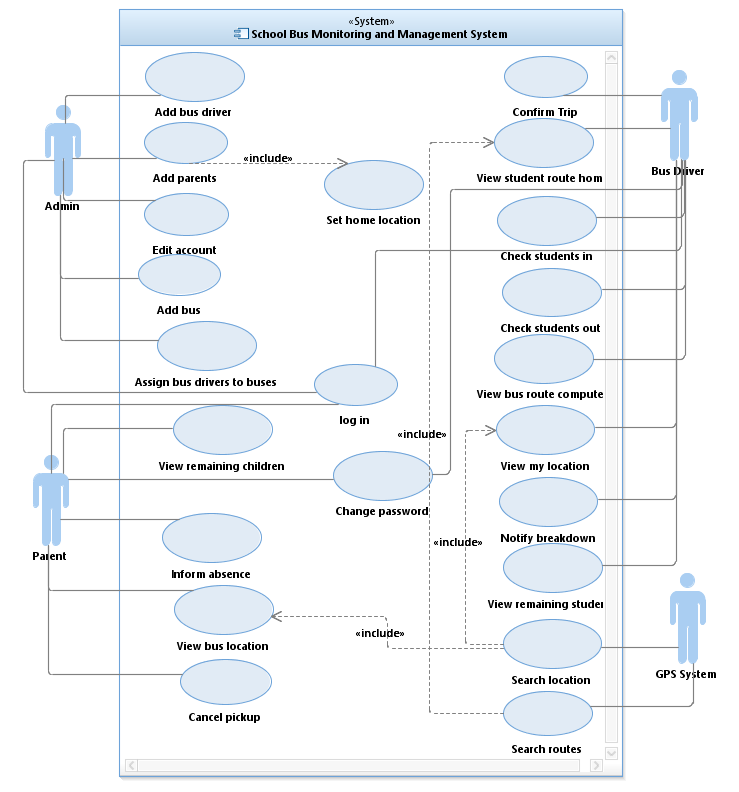 «System»
School Bus Monitoring and Management System
Add bus driver
Confirm Trip
Add parents
«include»
View student route hom
Admin
Bus Driver
Set home location
Edit account
Check students in
Add bus
Check students out
Assign bus drivers to buses
View bus route compute
log in
«include»
View remaining children
View my location
Change password
Notify breakdown
«include»
Parent
Inform absence
View remaining studer
«include»
View bus location
Search location
GPS System
Cancel pickup
Search routes